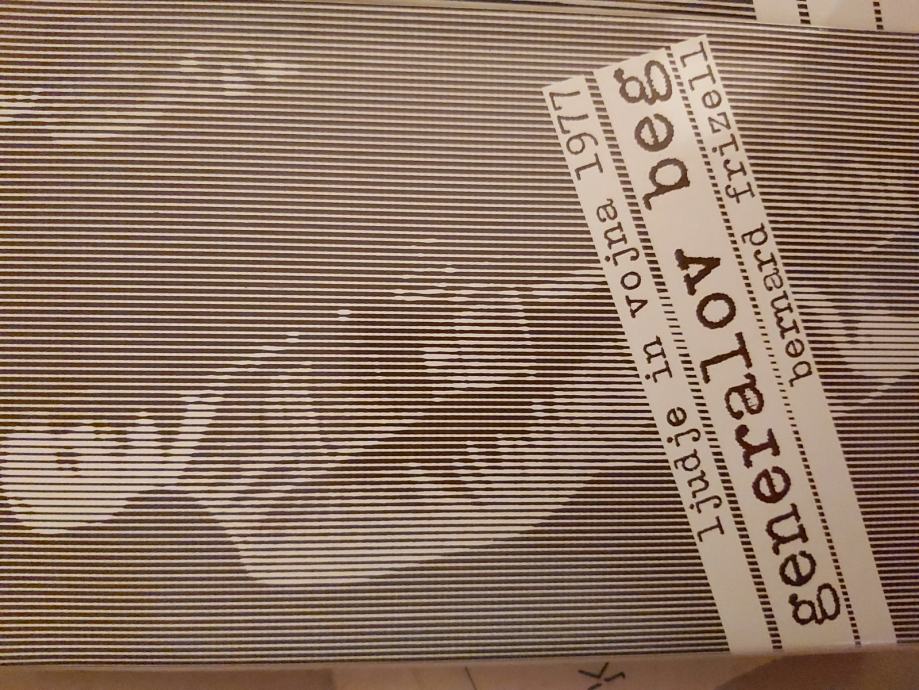 bernard frizell
generalov beg
ljudje in vojna 1977